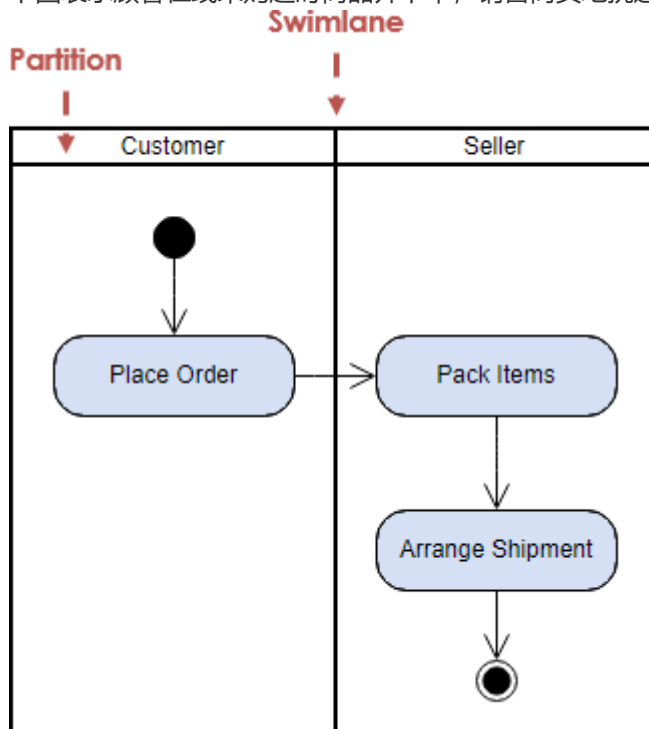 Swimlane
Partition
Customer
Seller
Place Order
Pack Items
Arrange Shipment